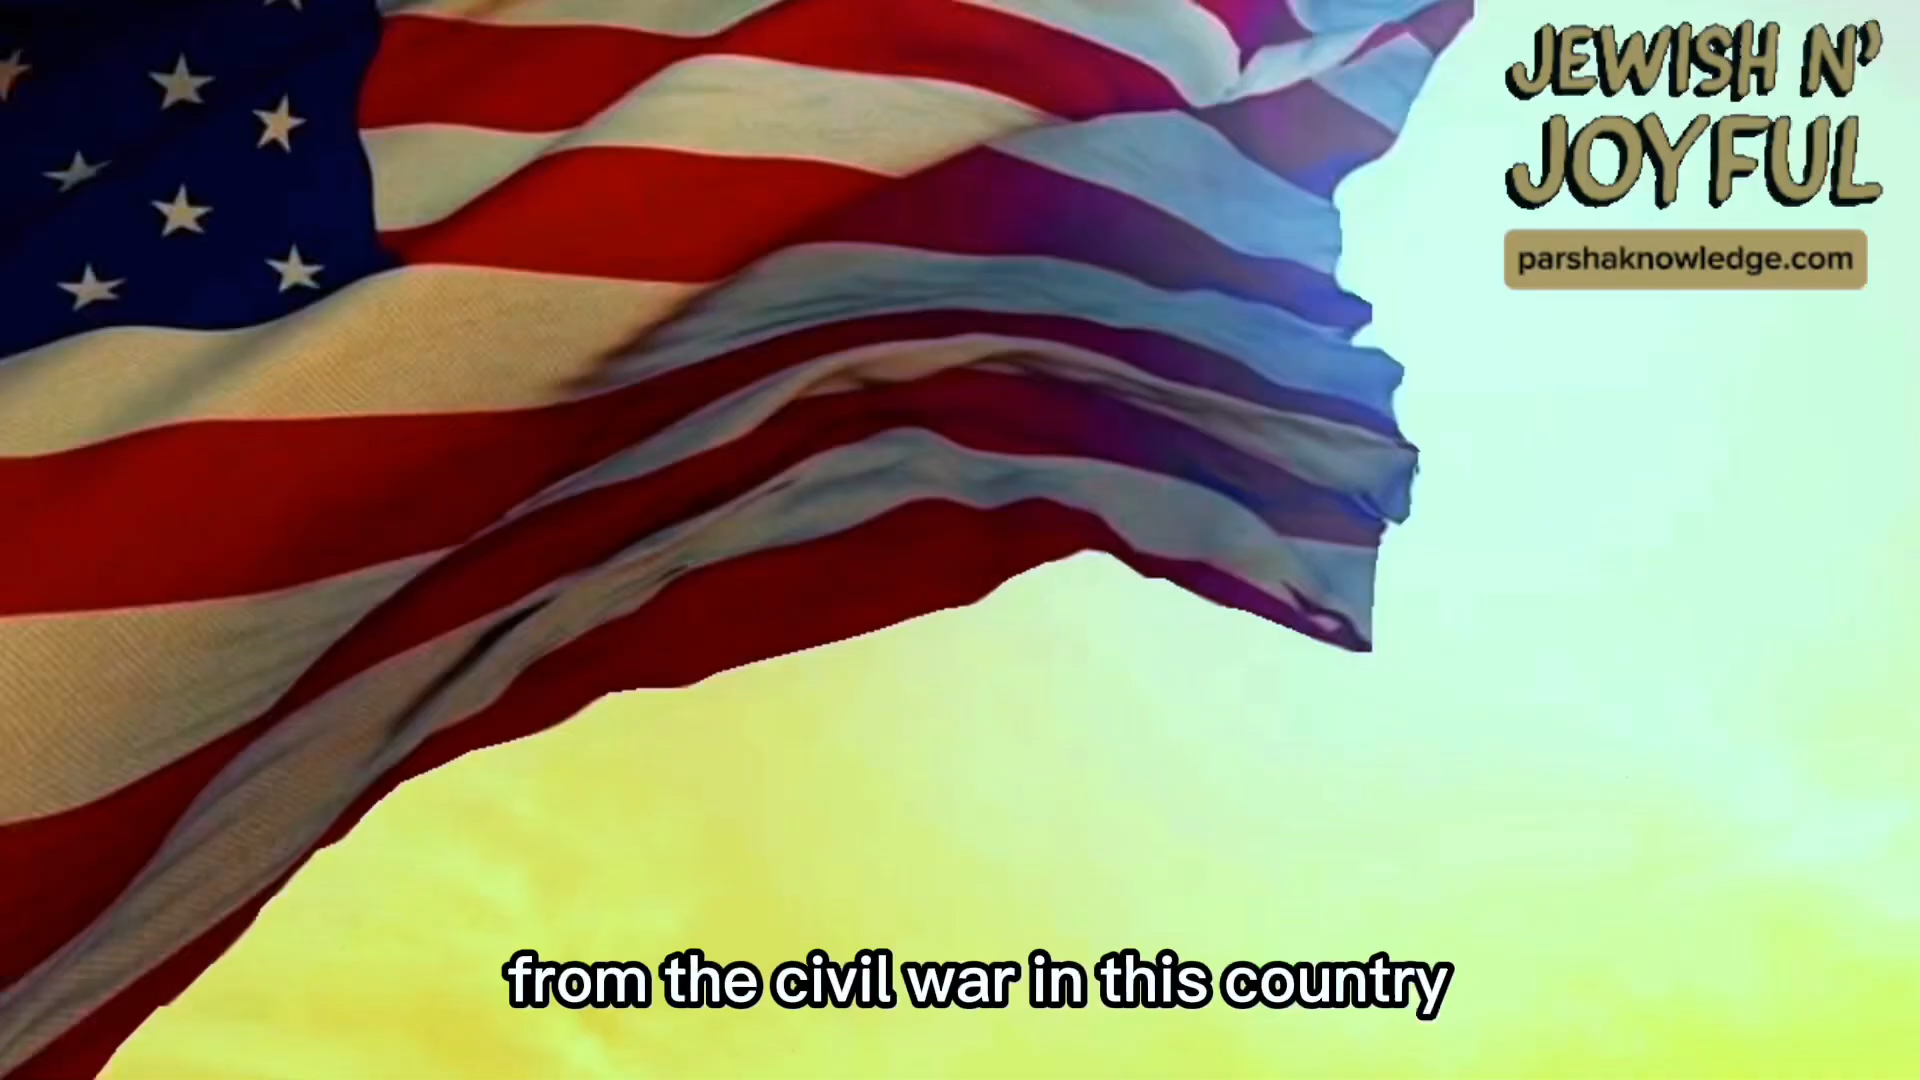 JEWISH N'
JOYFUL
parshaknowledge.com
from the civil war in this country